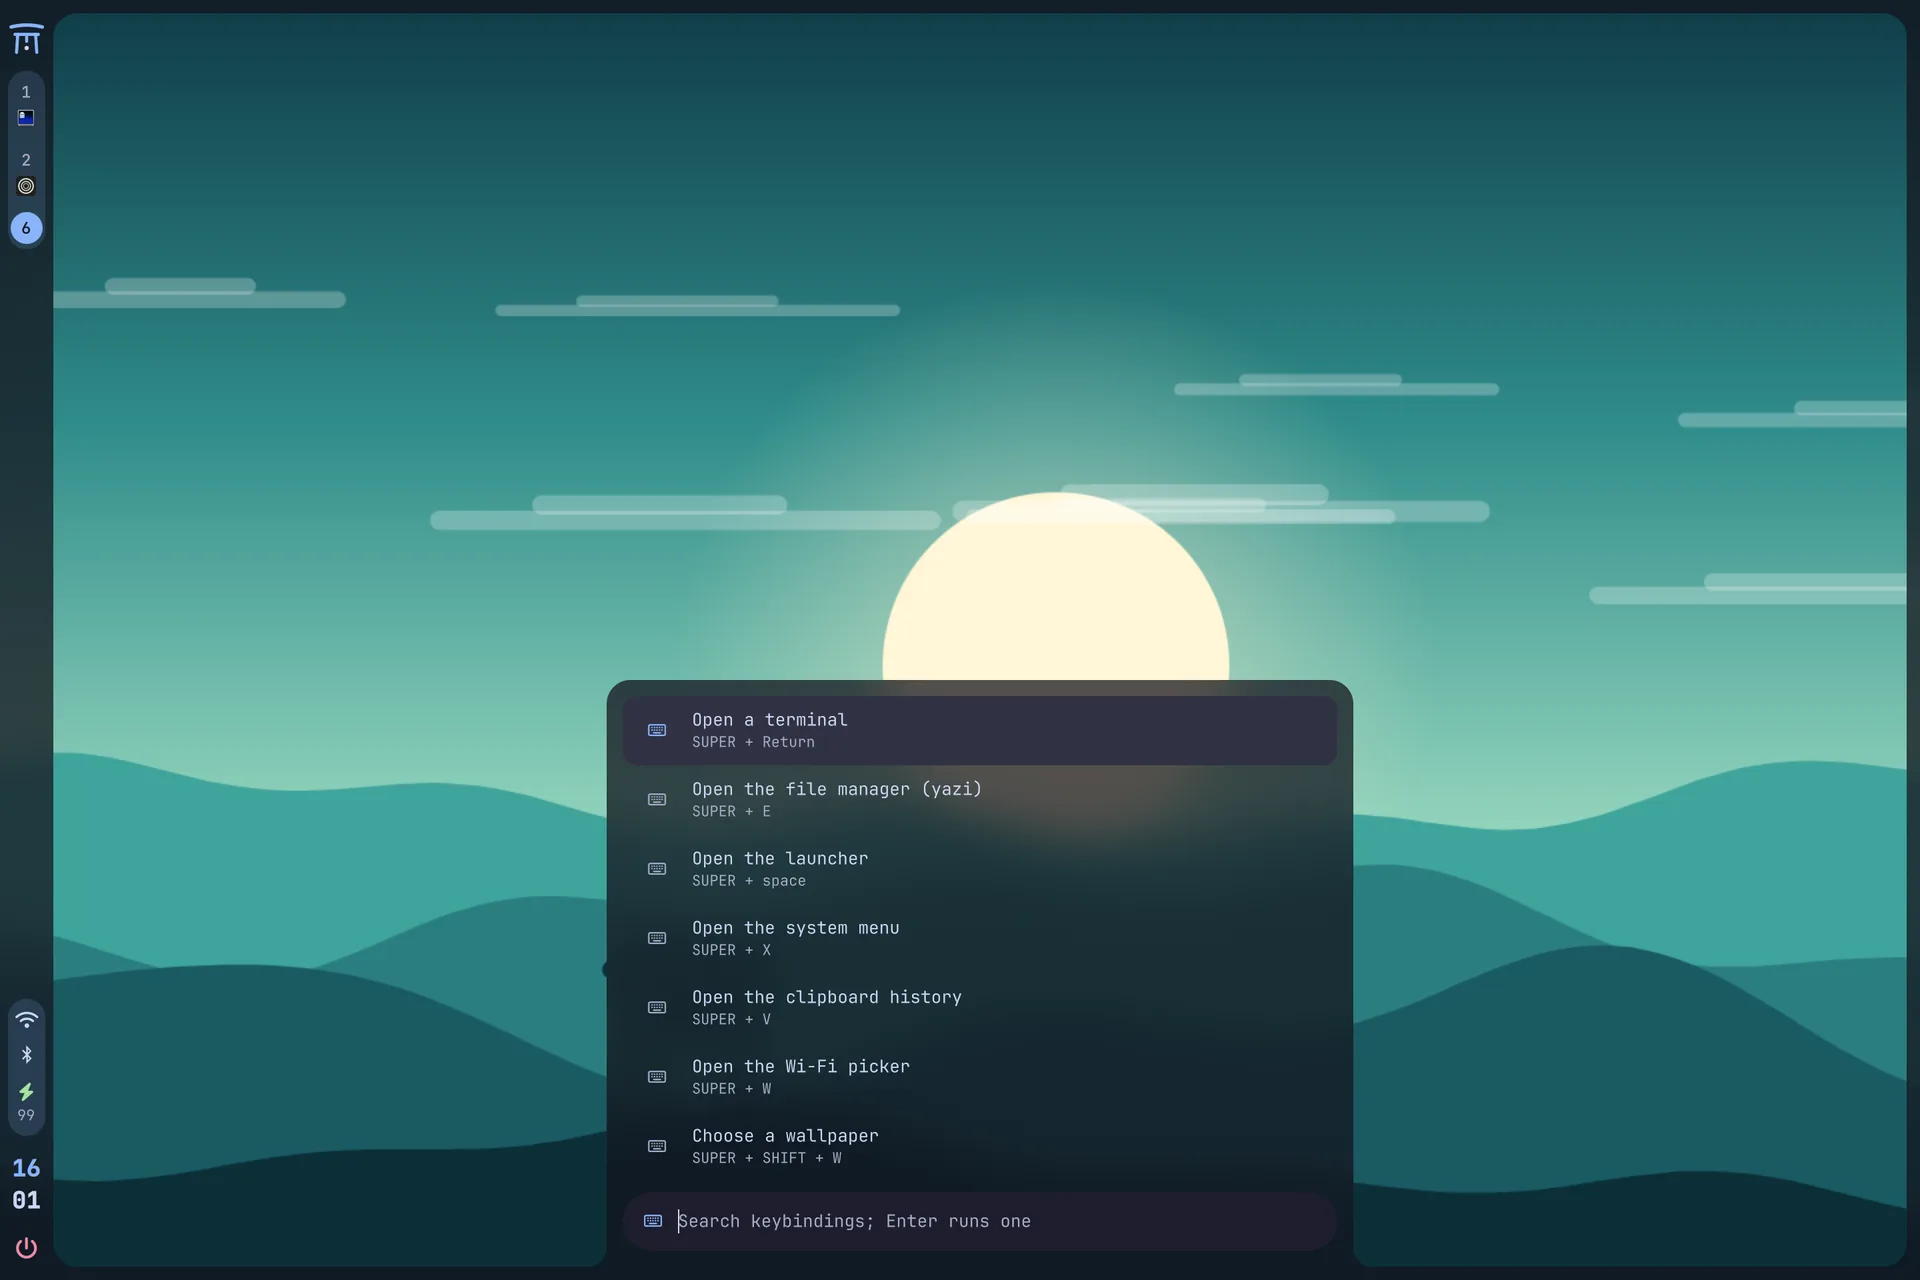 1
2
6
99
16
01
Open a terminal
SUPER + Return
Open the file manager (yazi)
SUPER + E
Open the launcher
SUPER + space
Open the system menu
SUPER + X
Open the clipboard history
SUPER + V
Open the Wi-Fi picker
SUPER + W
Choose a wallpaper
SUPER + SHIFT + W
Search keybindings; Enter runs one